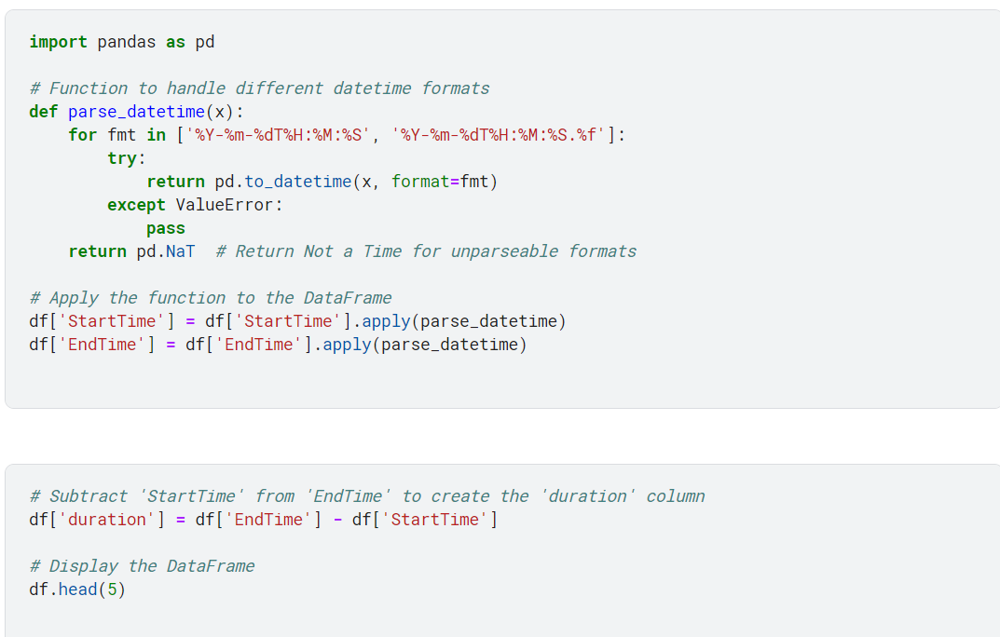 import pandas as pd
# Function to handle different datetime formats
def parse_datetime(x):
    for fmt in ['%Y-%m-%dT%H:%M:%S', '%Y-%m-%dT%H:%M:%S.%f']:
        try:
            return pd.to_datetime(x, format=fmt)
        except ValueError:
            pass
    return pd.NaT  # Return Not a Time for unparseable formats
# Apply the function to the DataFrame
df['StartTime'] = df['StartTime'].apply(parse_datetime)
df['EndTime'] = df['EndTime'].apply(parse_datetime)
# Subtract 'StartTime' from 'EndTime' to create the 'duration' column
df['duration'] = df['EndTime'] - df['StartTime']
# Display the DataFrame
df.head(5)